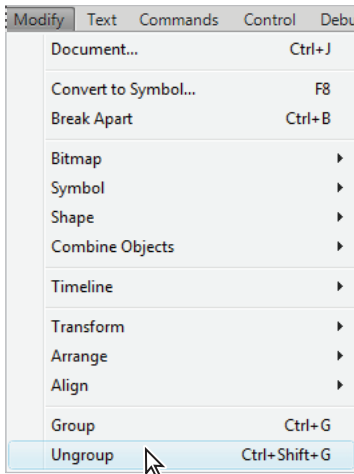 Modify Text Commands Control Debu
Document... Ctrl+J
Convert to Symbol... F8
Break Apart Ctrl+B
Bitmap
Symbol
Shape
Combine Objects
Timeline
Transform
Arrange
Align
Group Ctrl+G
Ungroup Ctrl+Shift+G